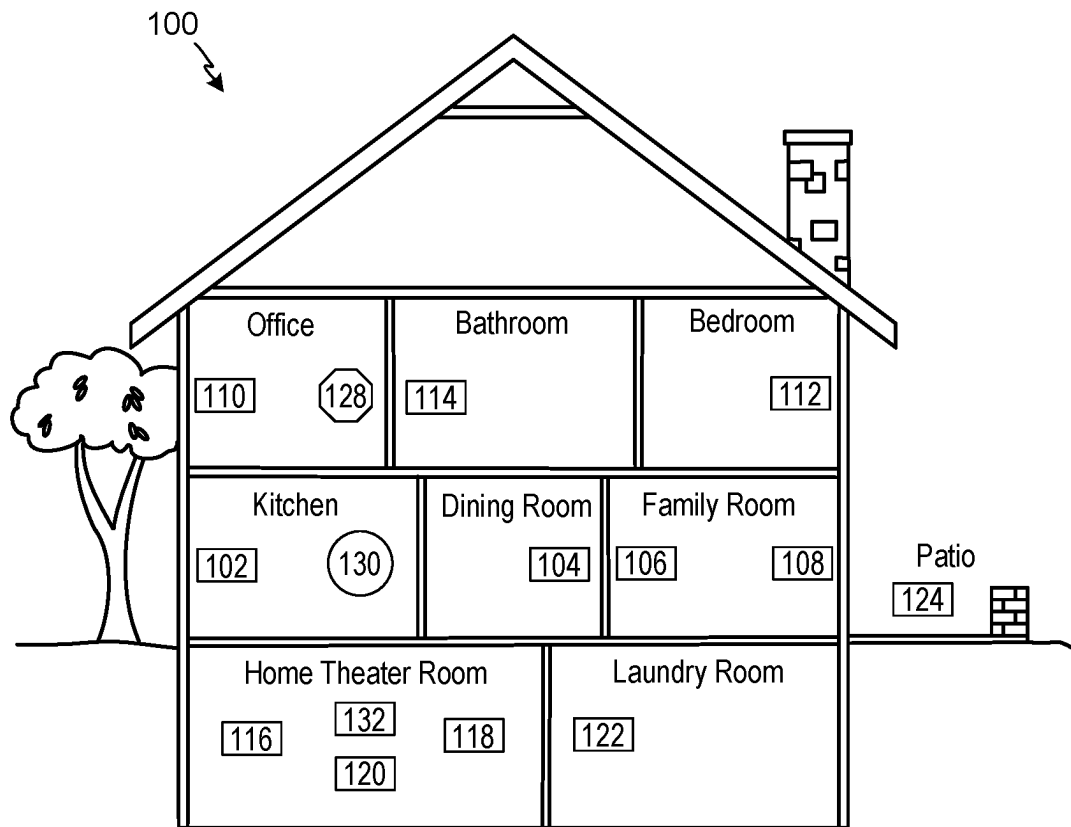 100
Office
Bathroom
Bedroom
110
128
114
112
Kitchen
Dining Room
Family Room
102
130
104
106
108
Patio
124
Home Theater Room
Laundry Room
116
132
118
120
122